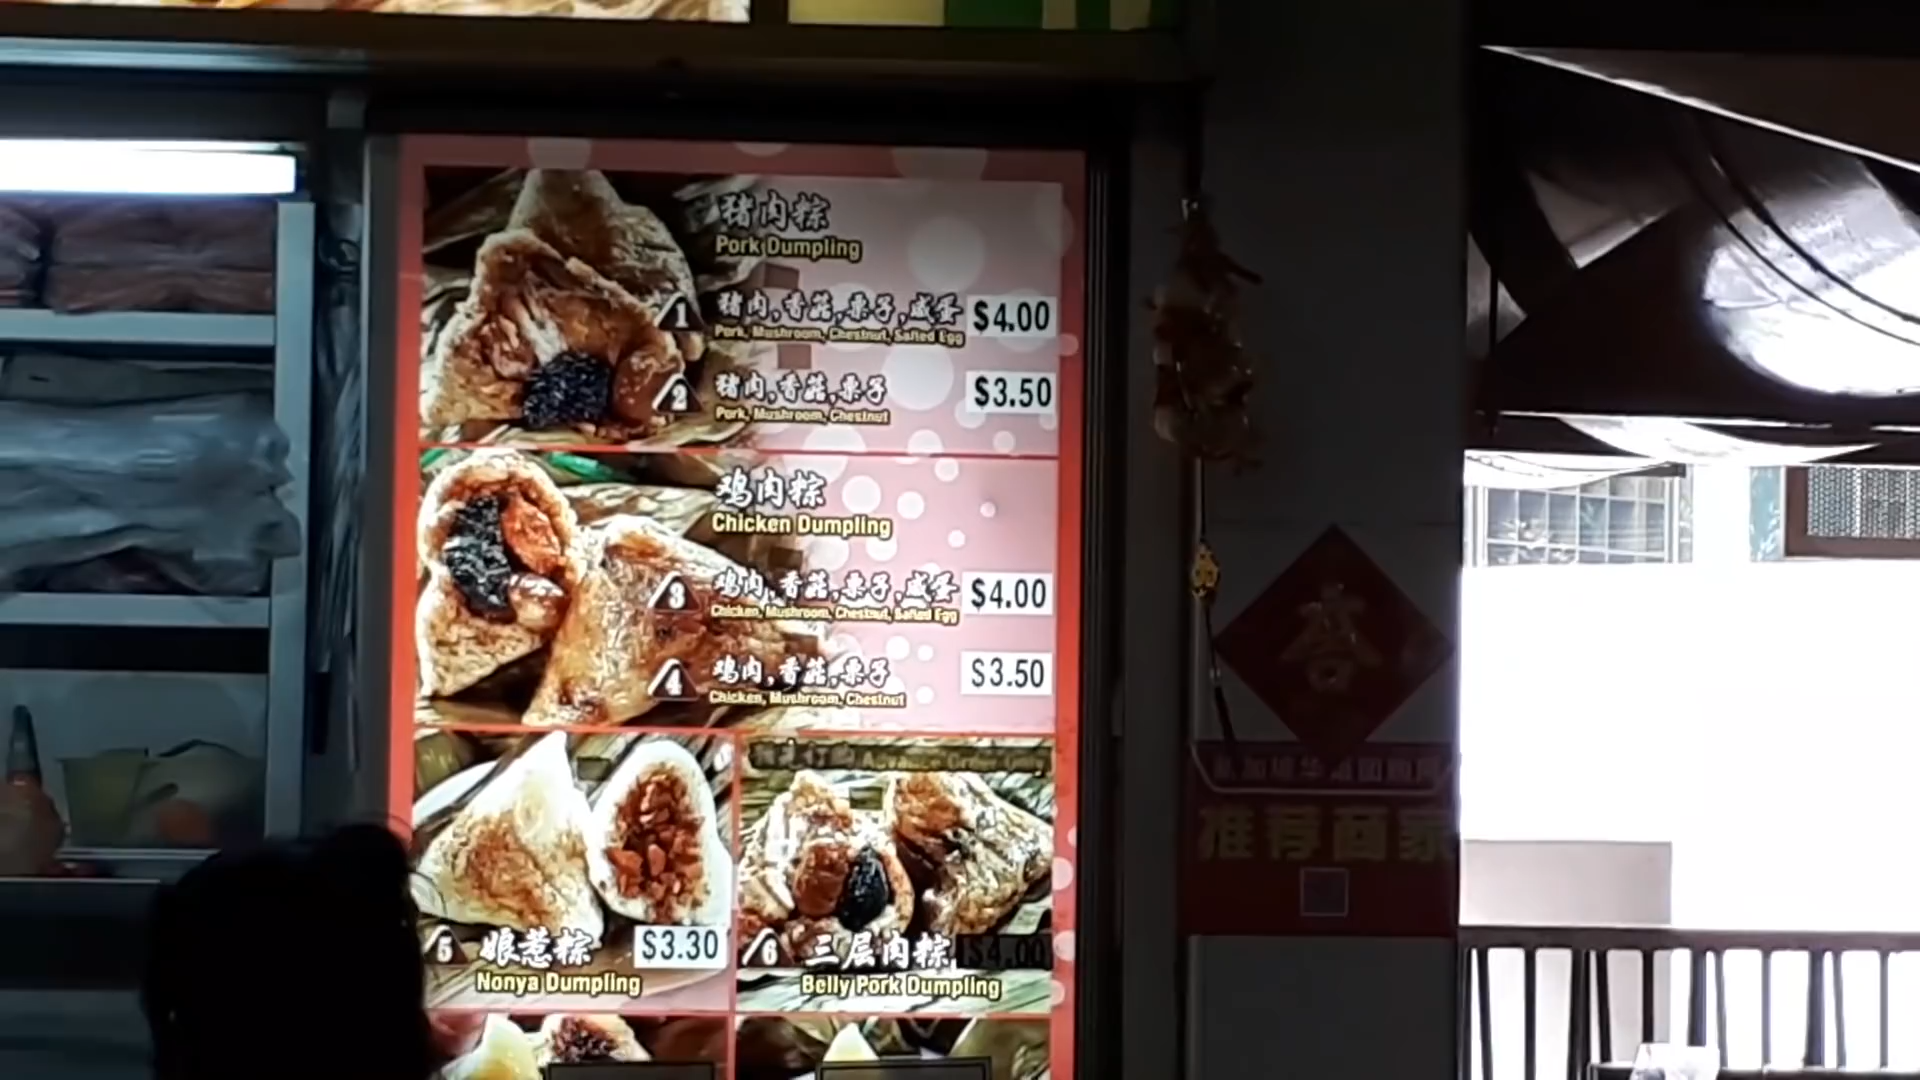 猪肉粽
Pork Dumpling
1 猪肉,香菇,栗子,咸蛋 $4.00
Pork, Mushroom, Chestnut, Salted Egg
2 猪肉,香菇,栗子 $3.50
Pork, Mushroom, Chestnut
鸡肉粽
Chicken Dumpling
3 鸡肉,香菇,栗子,咸蛋 $4.00
Chicken, Mushroom, Chestnut, Salted Egg
4 鸡肉,香菇,栗子 $3.50
Chicken, Mushroom, Chestnut
5 娘惹粽 $3.30
Nonya Dumpling
Advance Order Only
6 三层肉粽 $4.00
Belly Pork Dumpling
推荐商家